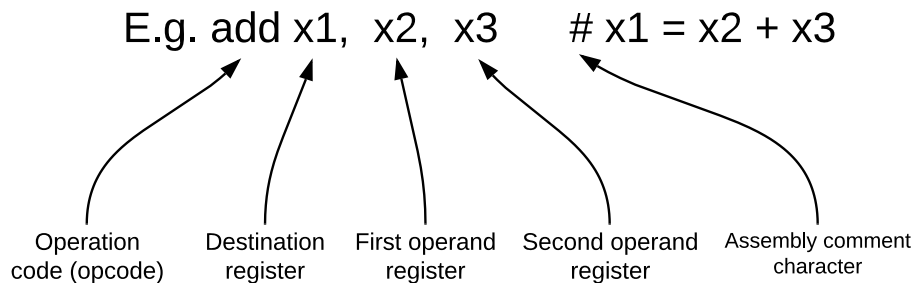 E.g. add x1, x2, x3 # x1 = x2 + x3
Operation
code (opcode)
Destination
register
First operand
register
Second operand
register
Assembly comment
character